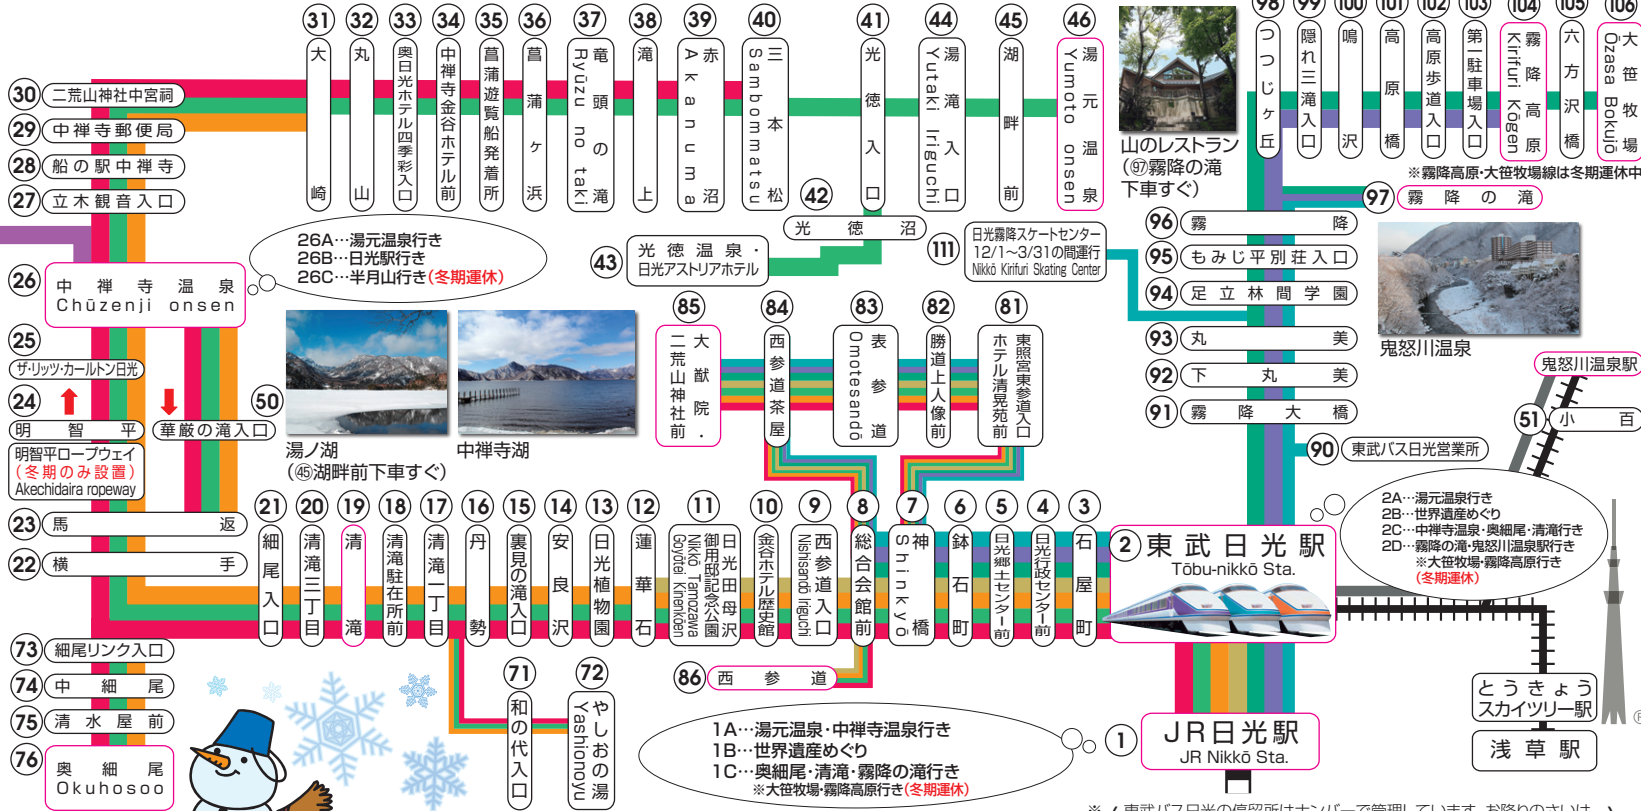 31 大崎
32 丸山
33 奥日光ホテル四季彩入口
34 中禅寺金谷ホテル前
35 菖蒲遊覧船発着所
36 菖蒲ヶ浜
37 竜頭の滝 Ryūzu no taki
38 滝上
39 赤沼 Akanuma
40 三本松 Sambommatsu
41 光徳入口
44 湯滝入口 Yutaki Iriguchi
45 湖畔前
46 湯元温泉 Yumoto onsen
42 光徳沼
43 光徳温泉・
日光アストリアホテル
30 二荒山神社中宮祠
29 中禅寺郵便局
28 船の駅中禅寺
27 立木観音入口
26 中禅寺温泉
Chūzenji onsen
26A…湯元温泉行き
26B…日光駅行き
26C…半月山行き(冬期運休)
25
ザ・リッツ・カールトン日光
24
明智平
明智平ロープウェイ
(冬期のみ設置)
Akechidaira ropeway
50
華厳の滝入口
23 馬返
22 横手
湯ノ湖
(㊺湖畔前下車すぐ)
中禅寺湖
山のレストラン
(97霧降の滝
下車すぐ)
98 つつじヶ丘
99 隠れ三滝入口
100 鳴沢
101 高原橋
102 高原歩道入口
103 第一駐車場入口
104 霧降高原 Kirifuri Kōgen
105 六方沢橋
106 大笹牧場 Ōzasa Bokujō
※霧降高原・大笹牧場線は冬期運休中
97 霧降の滝
96 霧降
95 もみじ平別荘入口
94 足立林間学園
93 丸美
92 下丸美
91 霧降大橋
90 東武バス日光営業所
111 日光霧降スケートセンター
12/1~3/31の間運行
Nikkō Kirifuri Skating Center
鬼怒川温泉
鬼怒川温泉駅
51 小百
85 大猷院・二荒山神社前
84 西参道茶屋
83 表参道 Omotesandō
82 勝道上人像前
81 東照宮東参道入口 ホテル清晃苑前
21 細尾入口
20 清滝三丁目
19 清滝
18 清滝駐在所前
17 清滝一丁目
16 丹勢
15 裏見の滝入口
14 安良沢
13 日光植物園
12 蓮華石
11 日光田母沢御用邸記念公園 Nikkō Tamozawa Goyōtei Kinenkōen
10 金谷ホテル歴史館
9 西参道入口 Nishisandō Iriguchi
8 総合会館前
7 神橋 Shinkyō
6 鉢石町
5 日光郷土センター前
4 日光行政センター前
3 石屋町
2 東武日光駅
Tōbu-nikkō Sta.
2A…湯元温泉行き
2B…世界遺産めぐり
2C…中禅寺温泉・奥細尾・清滝行き
2D…霧降の滝・鬼怒川温泉駅行き
※大笹牧場・霧降高原行き
(冬期運休)
73 細尾リンク入口
74 中細尾
75 清水屋前
76 奥細尾
Okuhosoo
71 和の代入口
72 やしおの湯 Yashionoyu
86 西参道
1A…湯元温泉・中禅寺温泉行き
1B…世界遺産めぐり
1C…奥細尾・清滝・霧降の滝行き
※大笹牧場・霧降高原行き(冬期運休)
1 JR日光駅
JR Nikkō Sta.
とうきょう
スカイツリー駅
浅草駅
※(東武バス日光の停留所はナンバーで管理しています。お降りのさいは